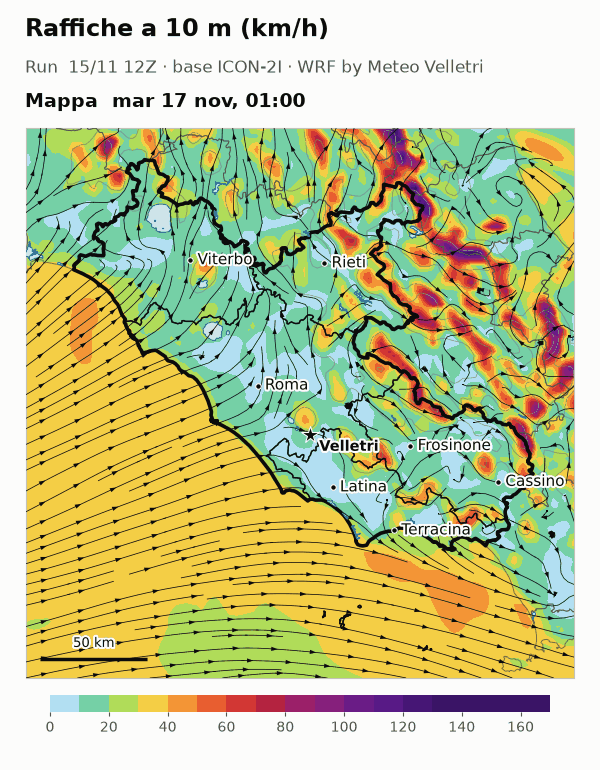 Raffiche a 10 m (km/h)
Run  15/11 12Z · base ICON-2I · WRF by Meteo Velletri
Mappa  mar 17 nov, 01:00
Viterbo
Rieti
Roma
Velletri
Frosinone
Latina
Cassino
Terracina
50 km
0 20 40 60 80 100 120 140 160